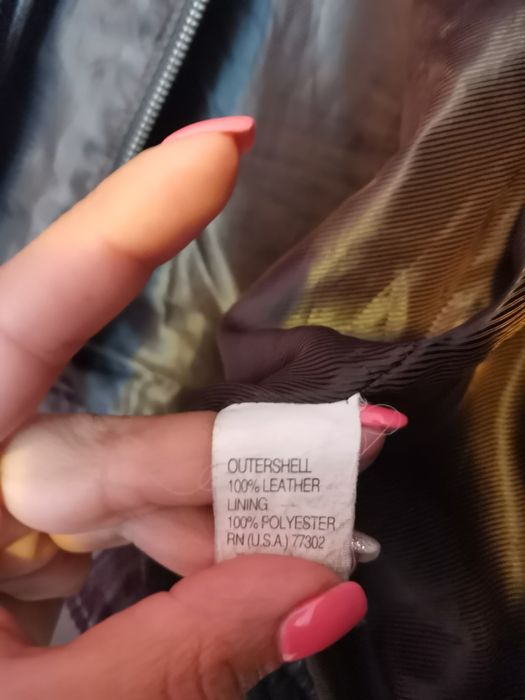 OUTERSHELL
100% LEATHER
LINING
100% POLYESTER
RN (U.S.A) 77302